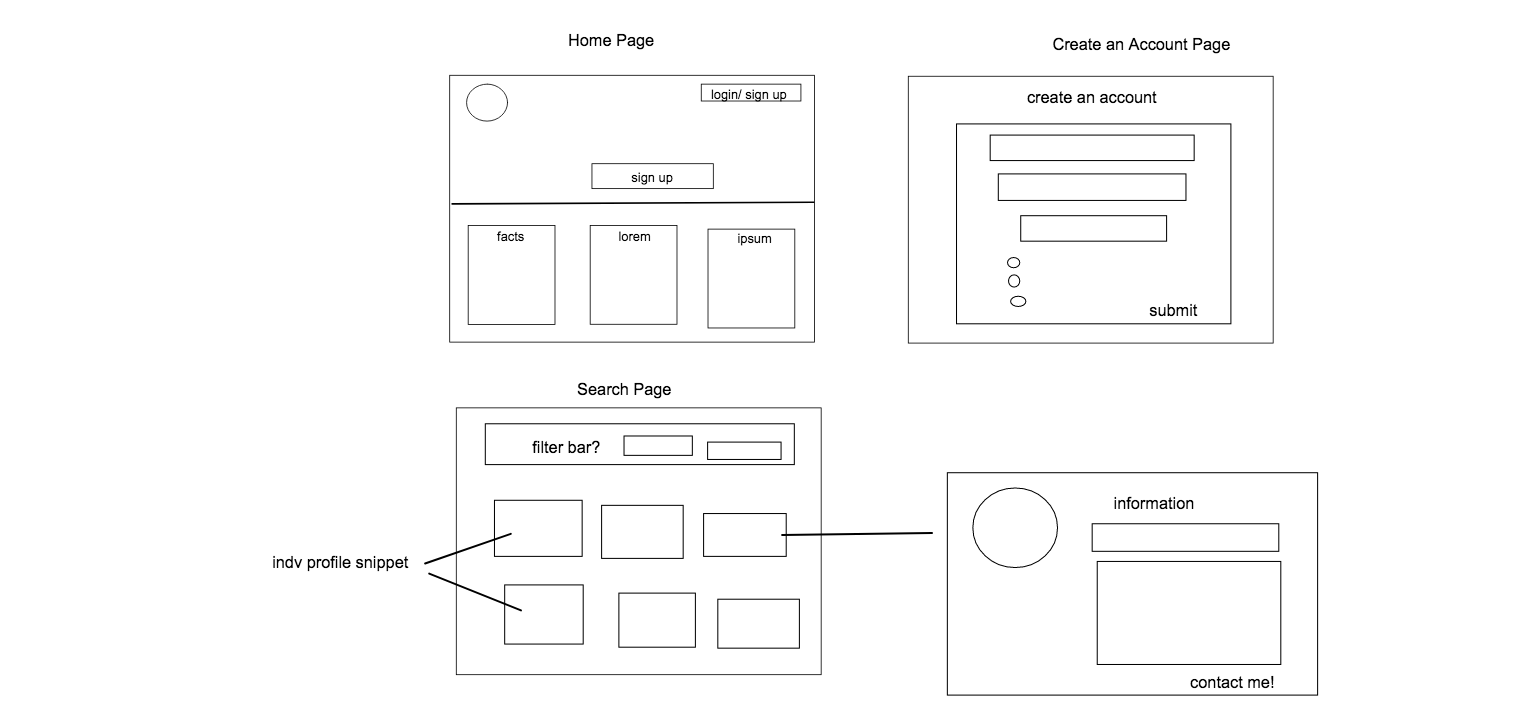 Home Page
login/ sign up
sign up
facts
lorem
ipsum
Create an Account Page
create an account
submit
Search Page
filter bar?
indv profile snippet
information
contact me!